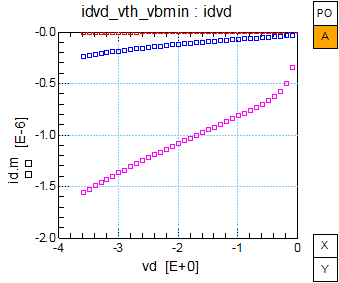 idvd_vth_vbmin : idvd
PO
A
-0.0
-0.5
-1.0
-1.5
-2.0
id.m [E-6]
-4
-3
-2
-1
0
vd [E+0]
X
Y